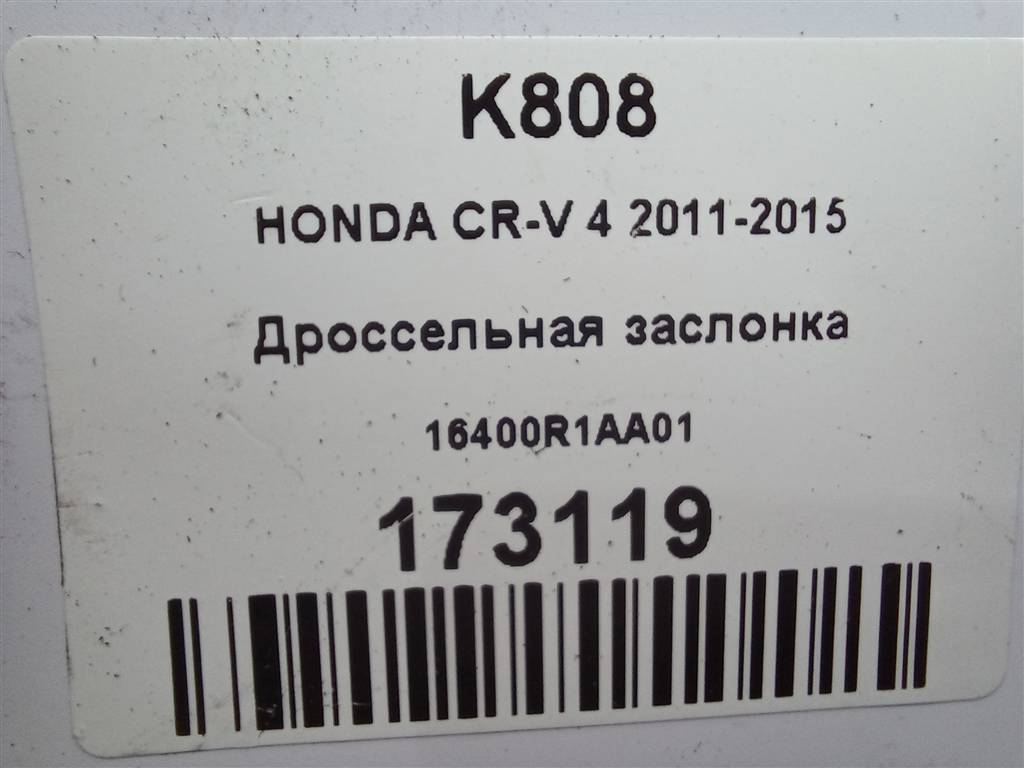 K808
HONDA CR-V 4 2011-2015
Дроссельная заслонка
16400R1AA01
173119